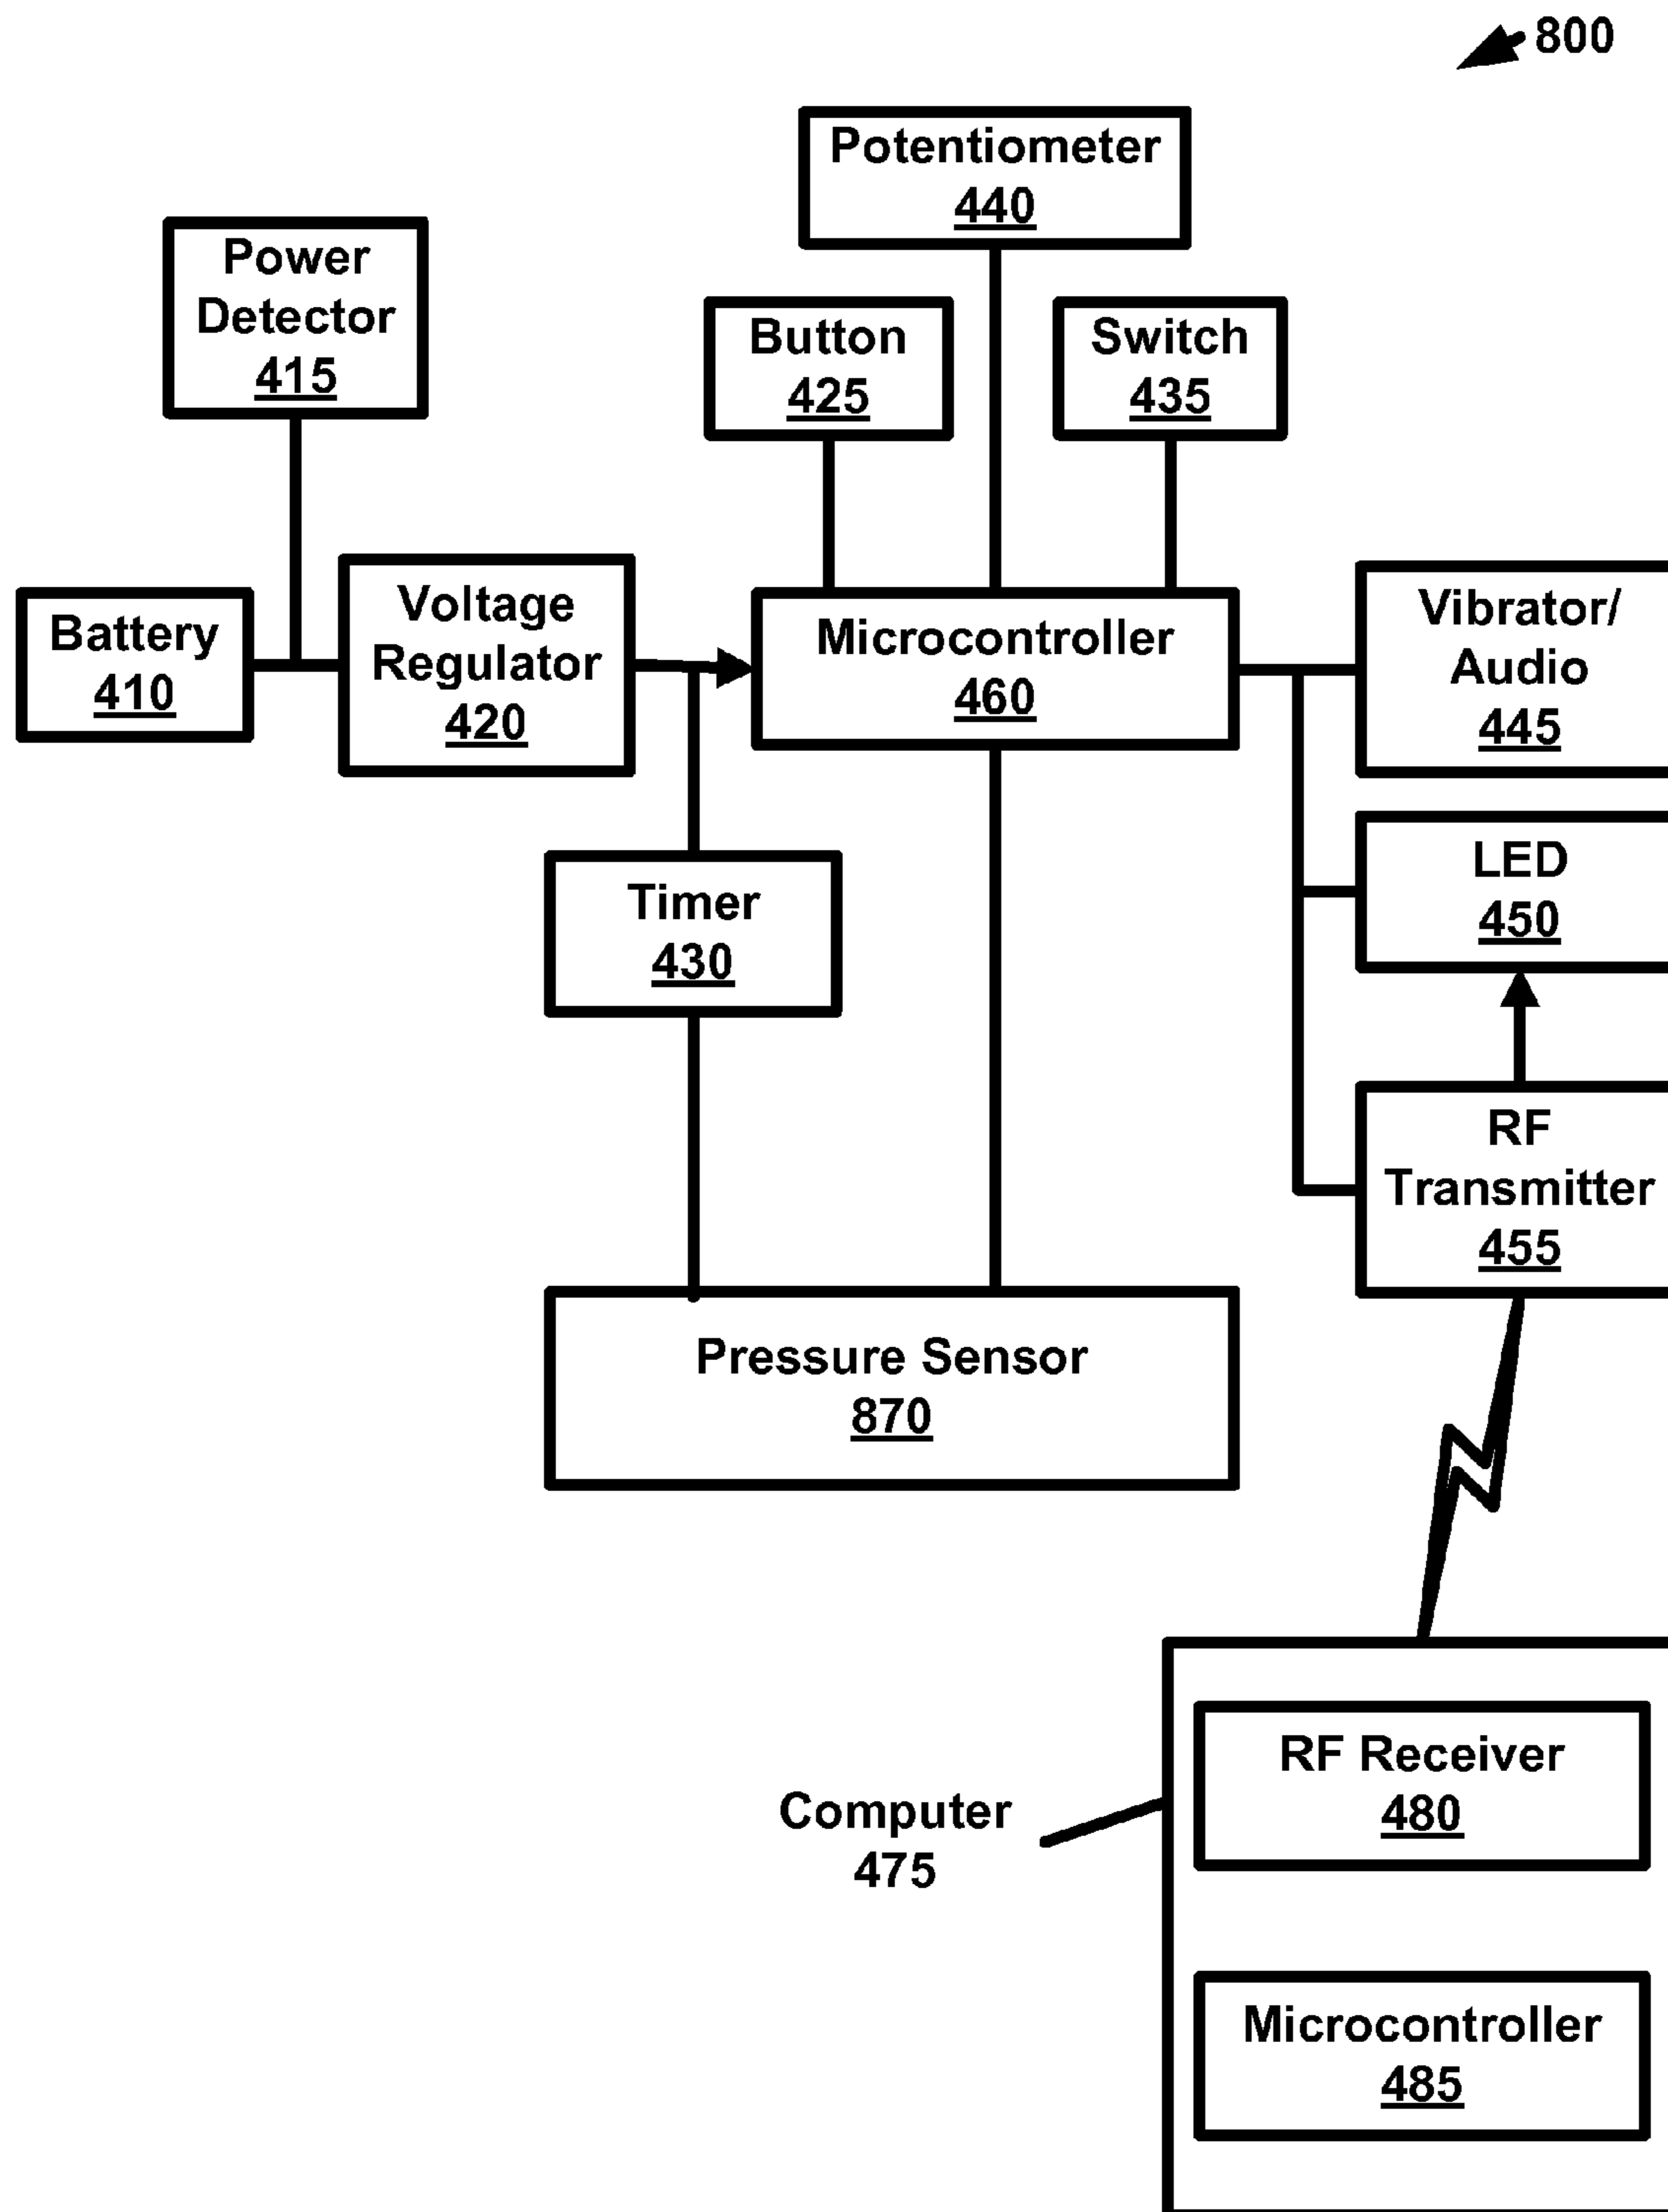 800
Potentiometer
440
Power
Detector
415
Button
425
Switch
435
Battery
410
Voltage
Regulator
420
Microcontroller
460
Vibrator/
Audio
445
LED
450
Timer
430
RF
Transmitter
455
Pressure Sensor
870
Computer
475
RF Receiver
480
Microcontroller
485